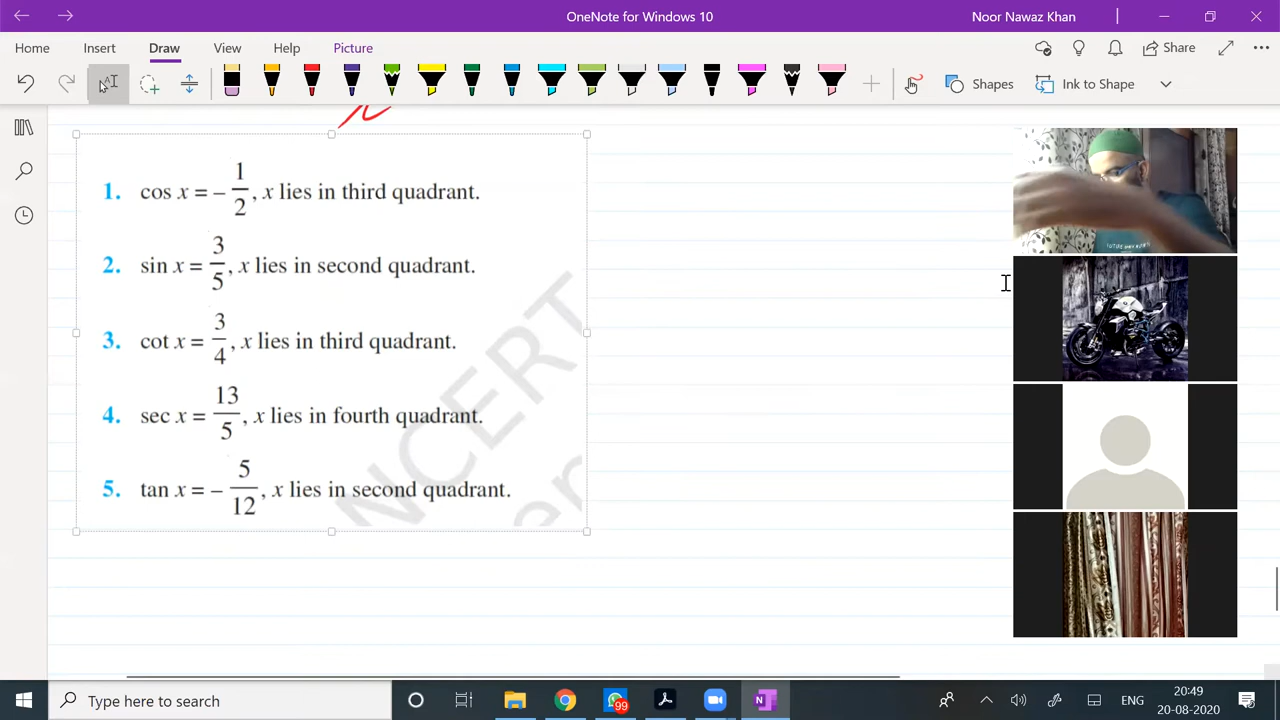 OneNote for Windows 10
Noor Nawaz Khan
Home Insert Draw View Help Picture
Share
Shapes
Ink to Shape
1. cos x = – 1/2, x lies in third quadrant.
2. sin x = 3/5, x lies in second quadrant.
3. cot x = 3/4, x lies in third quadrant.
4. sec x = 13/5, x lies in fourth quadrant.
5. tan x = – 5/12, x lies in second quadrant.
NCERT
Type here to search
99
ENG
20:49
20-08-2020